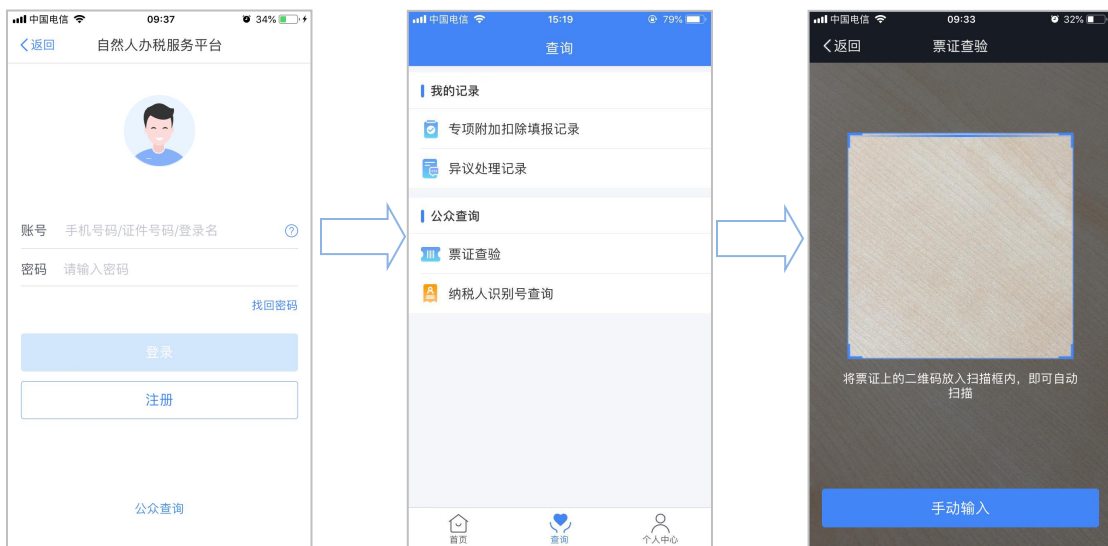 中国电信 09:37 34%
返回 自然人办税服务平台
账号 手机号码/证件号码/登录名 ?
密码 请输入密码
找回密码
登录
注册
公众查询
中国电信 15:19 79%
查询
我的记录
专项附加扣除填报记录
异议处理记录
公众查询
票证查验
纳税人识别号查询
首页 查询 个人中心
中国电信 09:33 32%
返回 票证查验
将票证上的二维码放入扫描框内，即可自动
扫描
手动输入